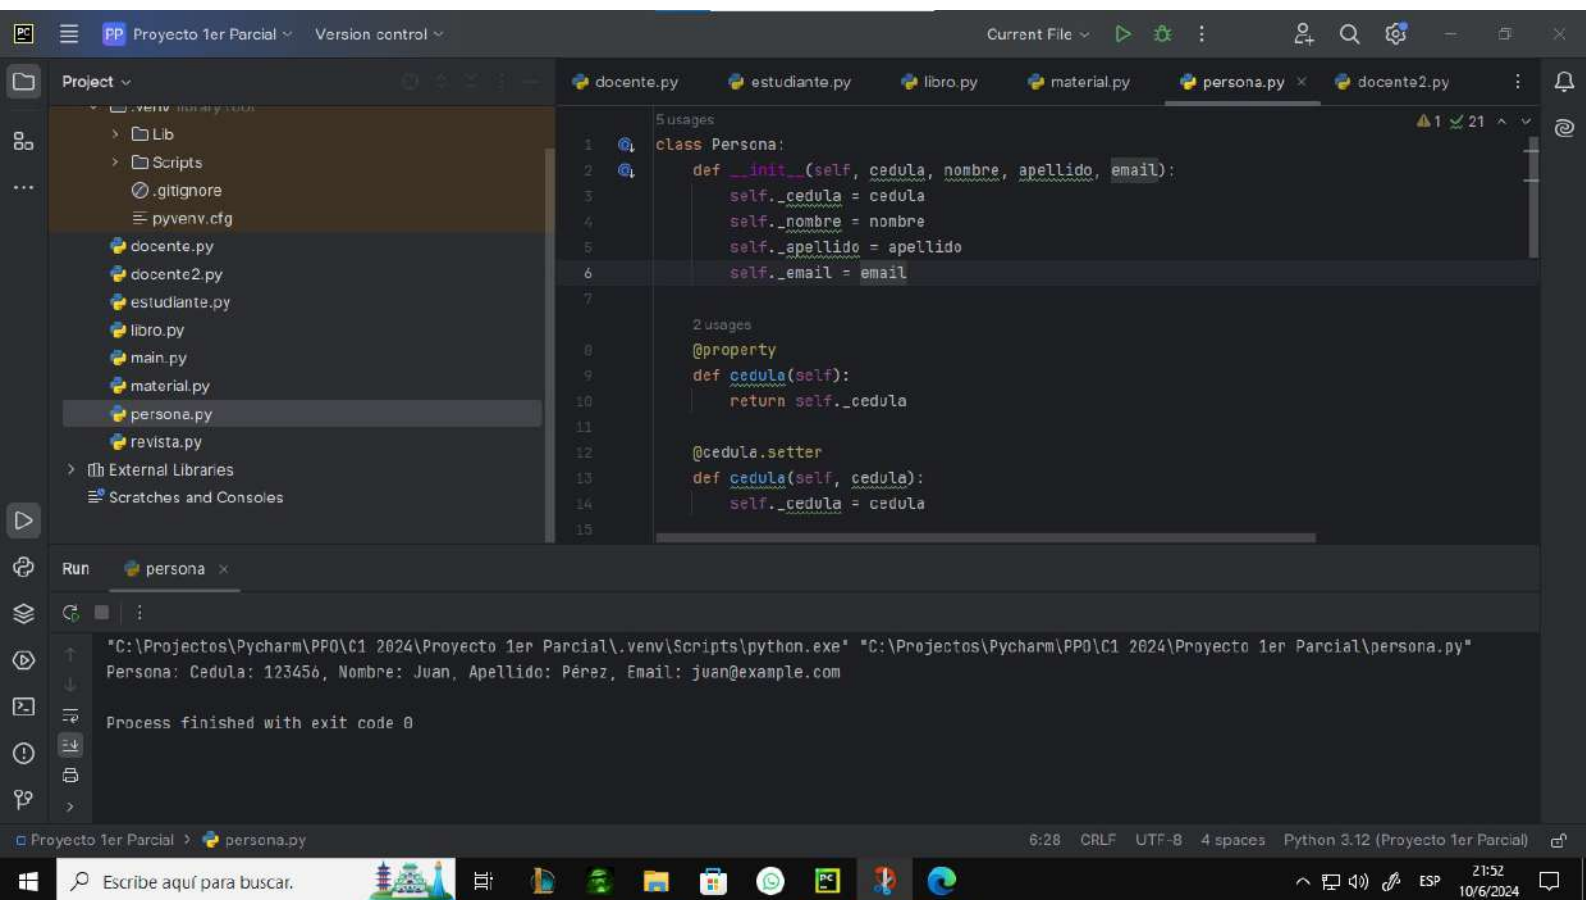 PC
PP Proyecto 1er Parcial Version control Current File
Project
docente.py estudiante.py libro.py material.py persona.py docente2.py
.venv library root
Lib
Scripts
.gitignore
pyvenv.cfg
docente.py
docente2.py
estudiante.py
libro.py
main.py
material.py
persona.py
revista.py
External Libraries
Scratches and Consoles
5 usages
1 21
1 class Persona:
2 def __init__(self, cedula, nombre, apellido, email):
3 self._cedula = cedula
4 self._nombre = nombre
5 self._apellido = apellido
6 self._email = email
7
2 usages
8 @property
9 def cedula(self):
10 return self._cedula
11
12 @cedula.setter
13 def cedula(self, cedula):
14 self._cedula = cedula
15
Run persona
"C:\Projectos\Pycharm\PPO\C1 2024\Proyecto 1er Parcial\.venv\Scripts\python.exe" "C:\Projectos\Pycharm\PPO\C1 2024\Proyecto 1er Parcial\persona.py"
Persona: Cedula: 123456, Nombre: Juan, Apellido: Pérez, Email: juan@example.com
Process finished with exit code 0
Proyecto 1er Parcial > persona.py 6:28 CRLF UTF-8 4 spaces Python 3.12 (Proyecto 1er Parcial)
Escribe aquí para buscar.
PC
ESP
21:52
10/6/2024